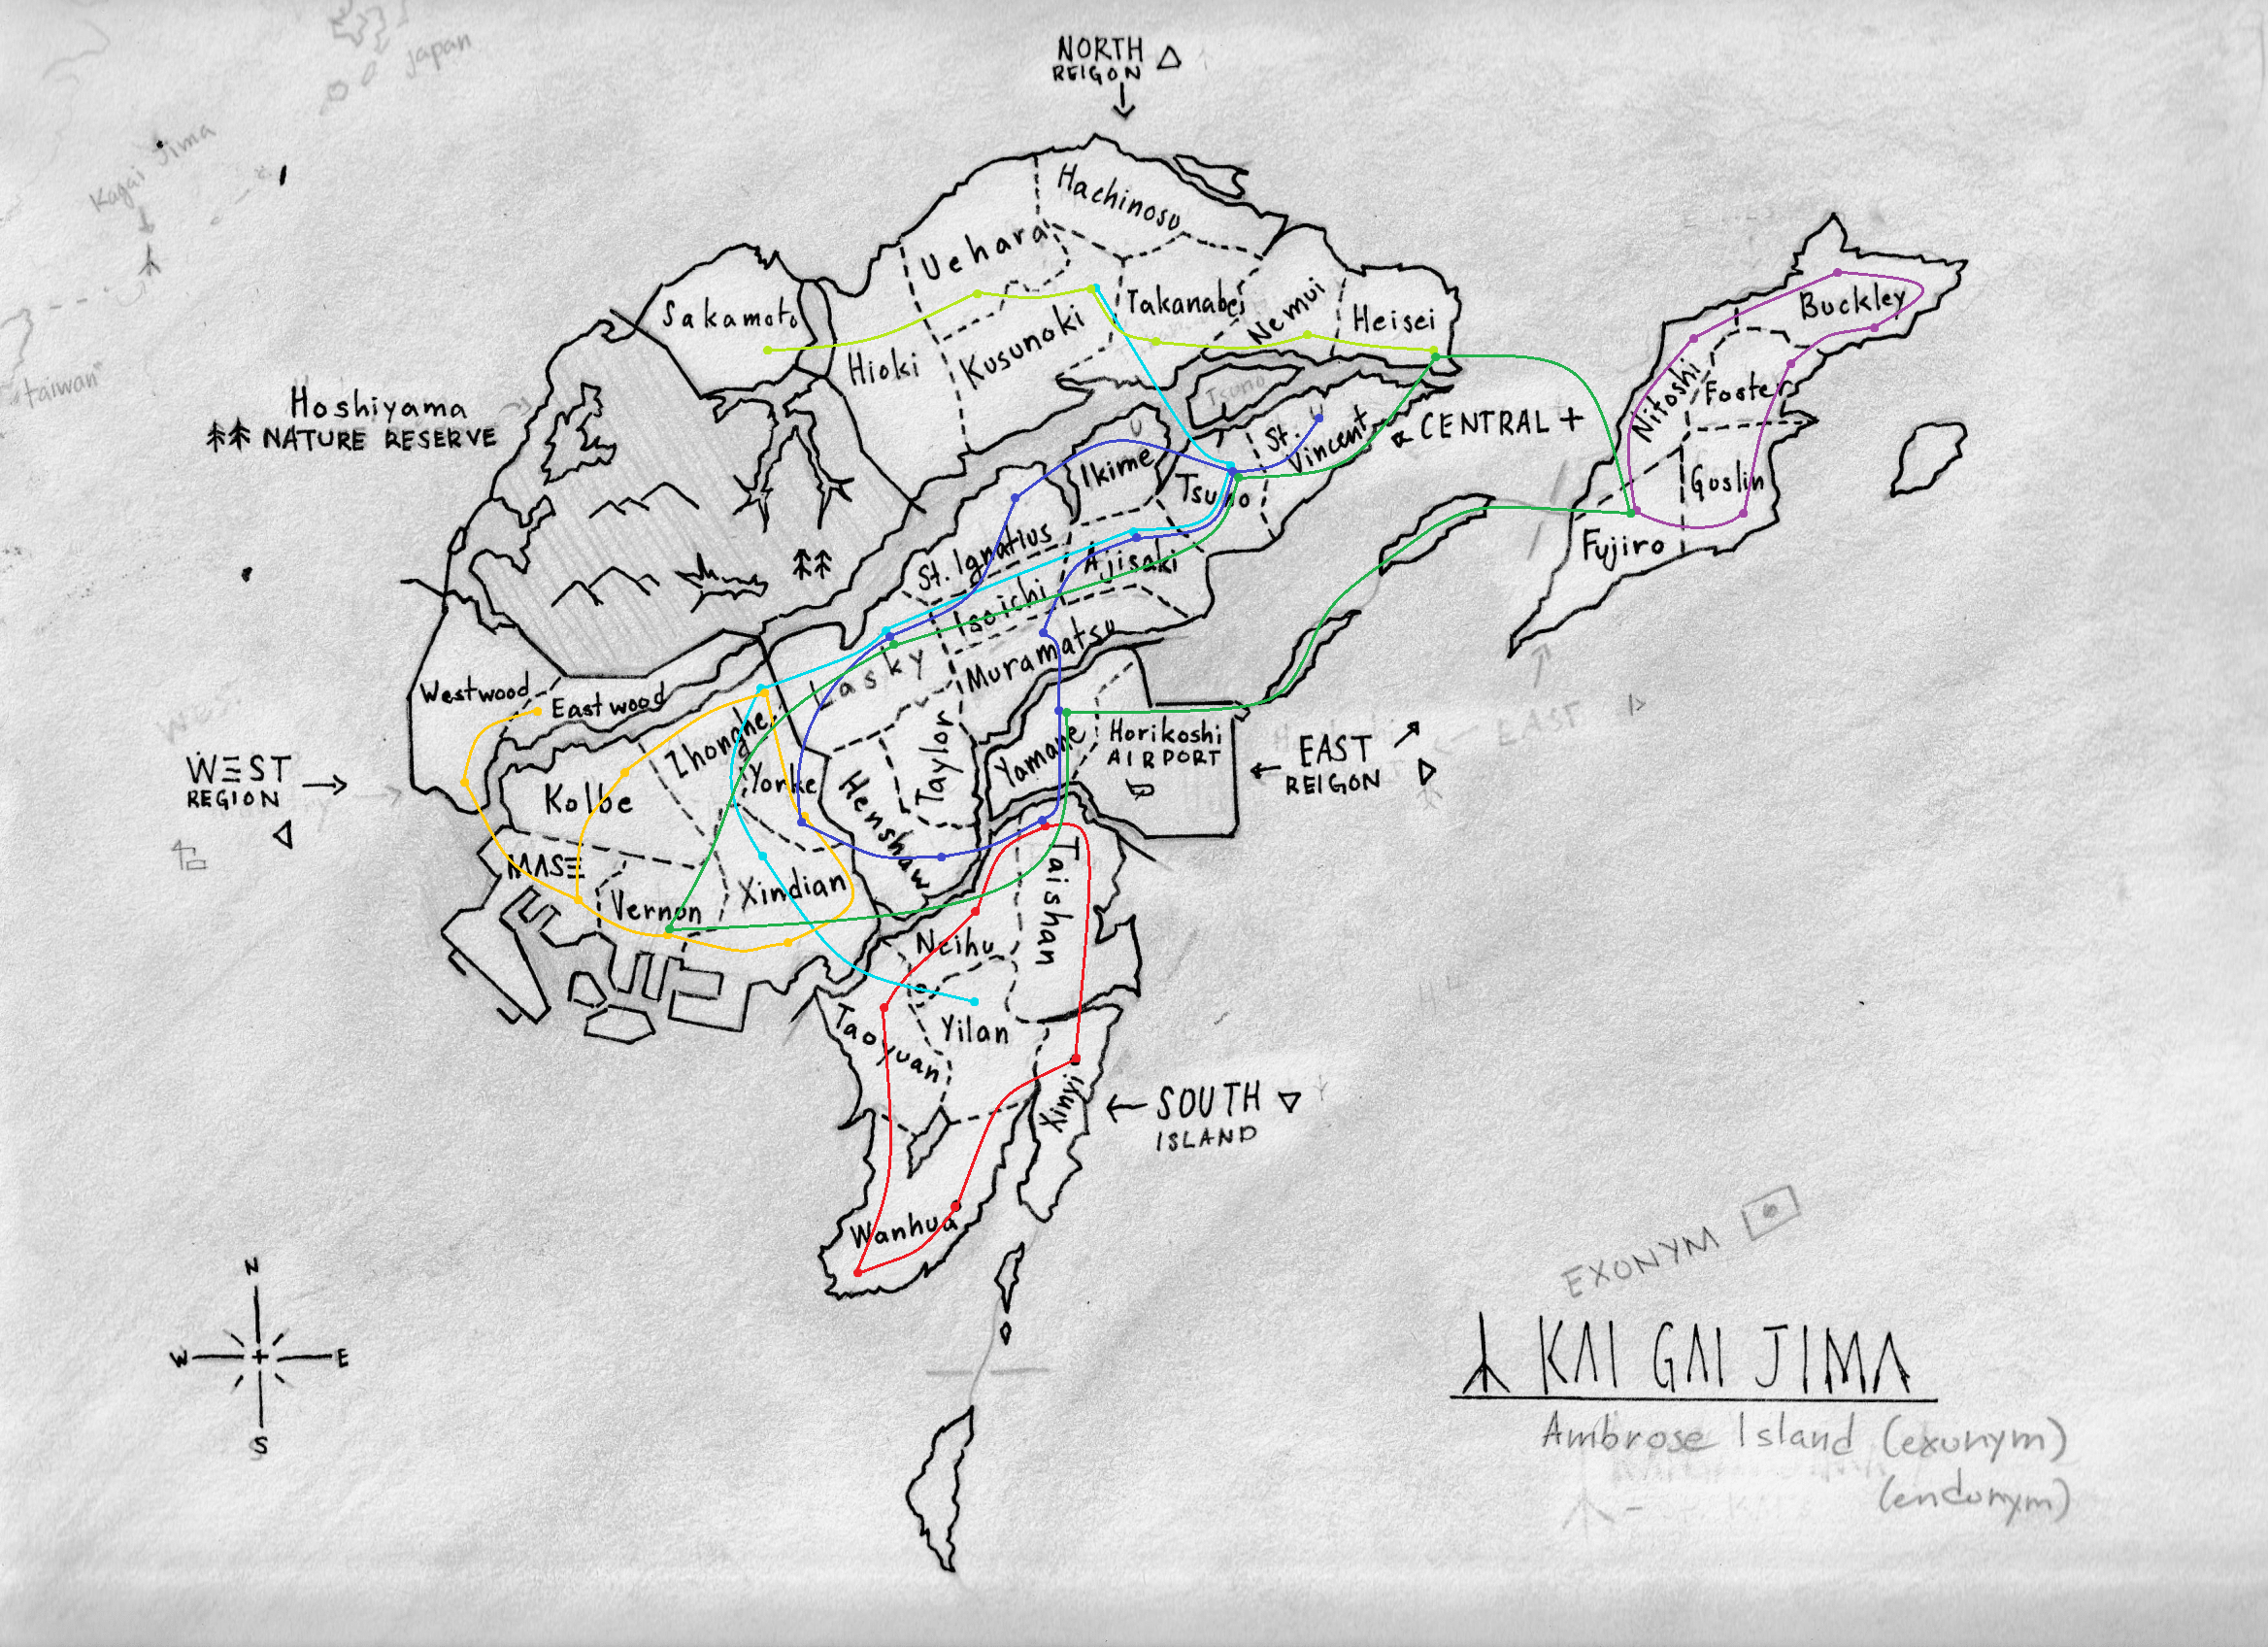 NORTH
REIGON
Japan
Kagai Jima
"taiwan"
Hachinosu
Uehara
Sakamoto
Hioki
Kusunoki
Takanabe
Nemui
Heisei
Buckley
Nitoshi
Foster
Goslin
Fujiro
Hoshiyama
NATURE RESERVE
Tsuno
St.
Vincent
CENTRAL +
Ikime
Tsuno
St. Ignatius
Ajisaki
Isoichi
Muramatsu
Lasky
Westwood
Eastwood
Zhonghe
Yonke
Kolbe
Henshaw
Taylor
Yamane
Horikoshi
AIRPORT
EAST
REIGON
EAST
WEST
REGION
MASE
Vernon
Xindian
Taishan
Neihu
Taoyuan
Yilan
Xinyi
SOUTH
ISLAND
Wanhua
N
W
E
S
EXONYM
KAI GAI JIMA
Ambrose Island (exonym)
(endonym)